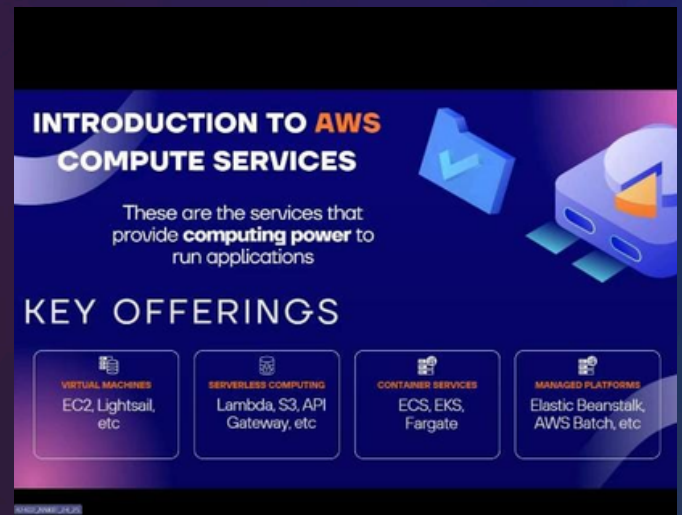 INTRODUCTION TO AWS
COMPUTE SERVICES
These are the services that
provide computing power to
run applications
KEY OFFERINGS
VIRTUAL MACHINES
EC2, Lightsail,
etc
SERVERLESS COMPUTING
Lambda, S3, API
Gateway, etc
CONTAINER SERVICES
ECS, EKS,
Fargate
MANAGED PLATFORMS
Elastic Beanstalk,
AWS Batch, etc